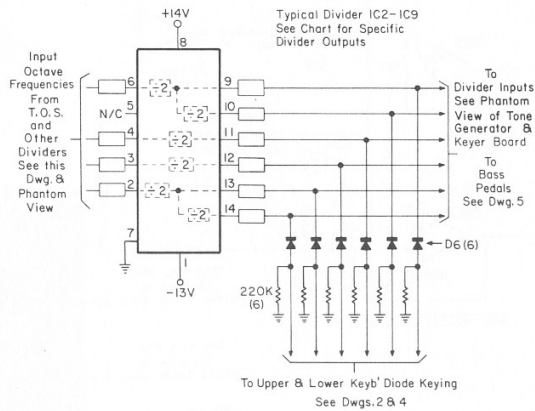 +14V
Typical Divider IC2-IC9
See Chart for Specific
Divider Outputs
Input
Octave
Frequencies
From
T.O.S.
and
Other
Dividers
See this
Dwg. &
Phantom
View
8
6
÷2
9
5
N/C
÷2
10
4
÷2
11
3
÷2
12
2
÷2
13
÷2
14
7
1
-13V
To
Divider Inputs
See Phantom
View of Tone
Generator &
Keyer Board
To
Bass
Pedals
See Dwg. 5
D6(6)
220K
(6)
To Upper & Lower Keyb' Diode Keying
See Dwgs. 2 & 4